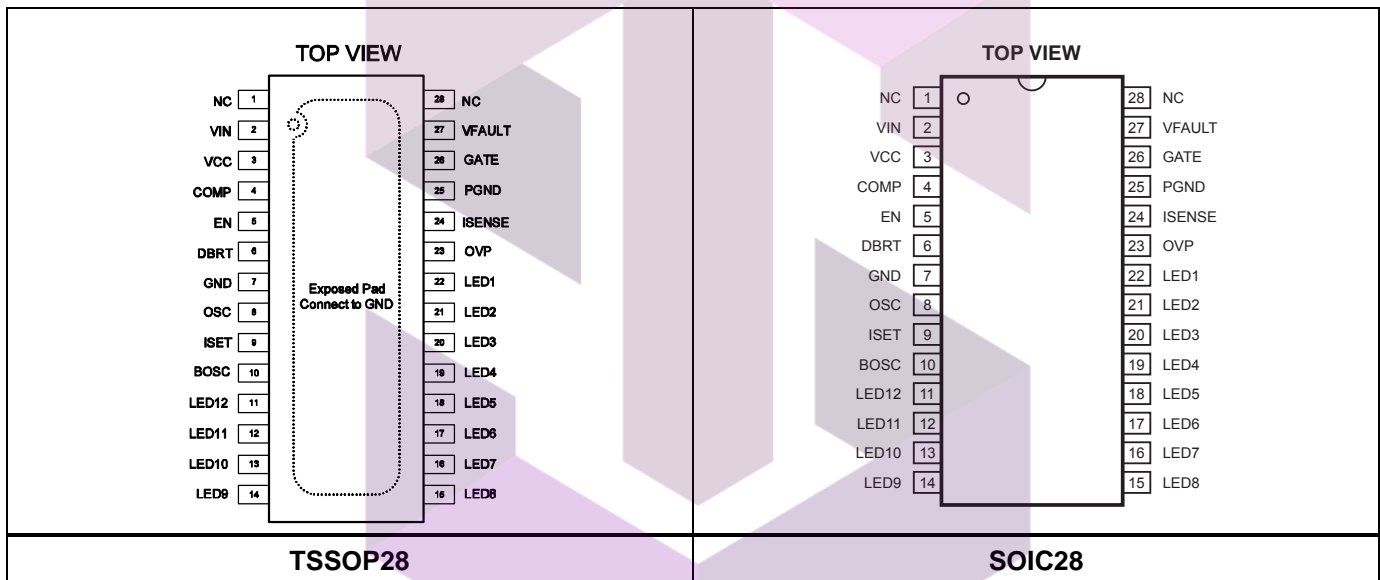 TOP VIEW
NC 1 28 NC
VIN 2 27 VFAULT
VCC 3 26 GATE
COMP 4 25 PGND
EN 5 24 ISENSE
DBRT 6 23 OVP
GND 7 22 LED1
OSC 8 21 LED2
ISET 9 20 LED3
BOSC 10 19 LED4
LED12 11 18 LED5
LED11 12 17 LED6
LED10 13 16 LED7
LED9 14 15 LED8
Exposed Pad
Connect to GND
TSSOP28
TOP VIEW
NC 1 28 NC
VIN 2 27 VFAULT
VCC 3 26 GATE
COMP 4 25 PGND
EN 5 24 ISENSE
DBRT 6 23 OVP
GND 7 22 LED1
OSC 8 21 LED2
ISET 9 20 LED3
BOSC 10 19 LED4
LED12 11 18 LED5
LED11 12 17 LED6
LED10 13 16 LED7
LED9 14 15 LED8
SOIC28